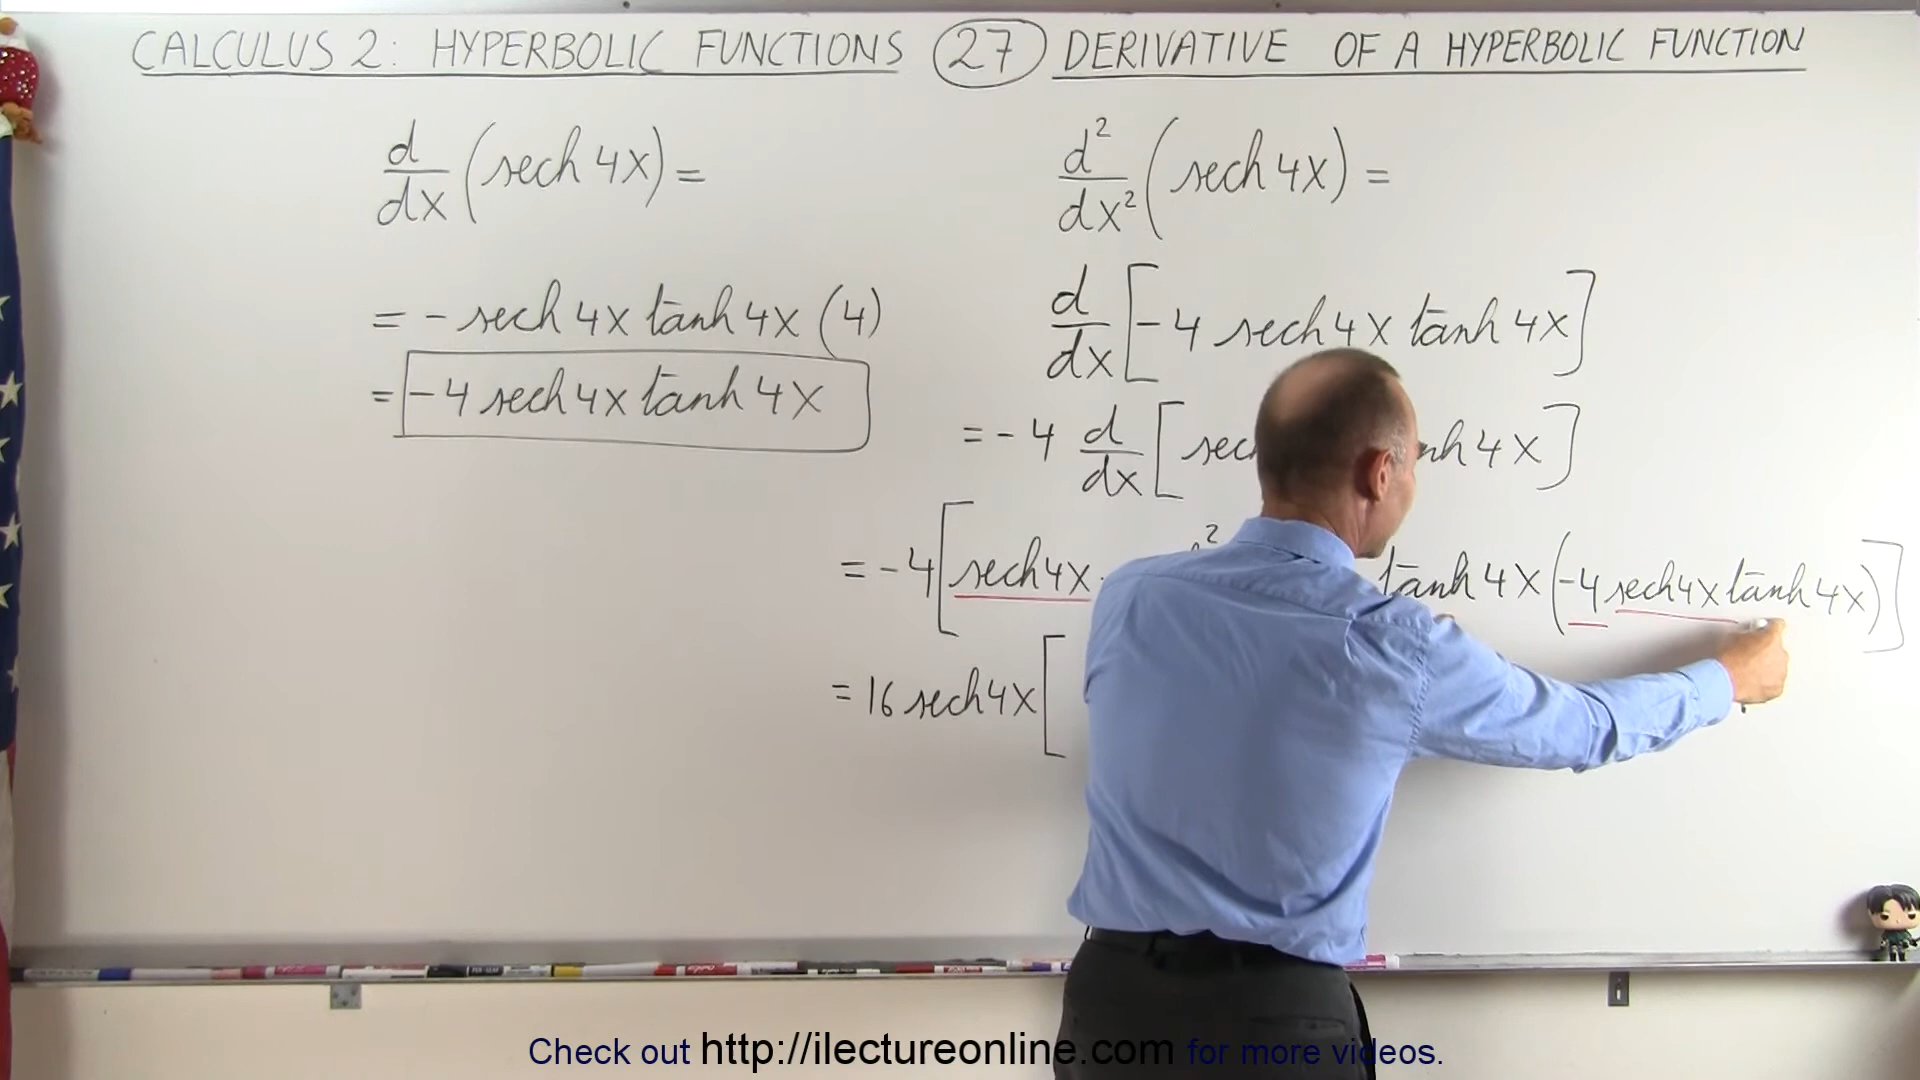 CALCULUS 2: HYPERBOLIC FUNCTIONS 27 DERIVATIVE OF A HYPERBOLIC FUNCTION
d/dx (sech 4x) =
= - sech 4x tanh 4x (4)
= -4 sech 4x tanh 4x
d²/dx² (sech 4x) =
d/dx [-4 sech 4x tanh 4x]
= -4 d/dx [sec nh 4x]
= -4 [sech 4x · 2 tanh 4x (-4 sech 4x tanh 4x)]
= 16 sech 4x [
Check out http://ilectureonline.com for more videos.